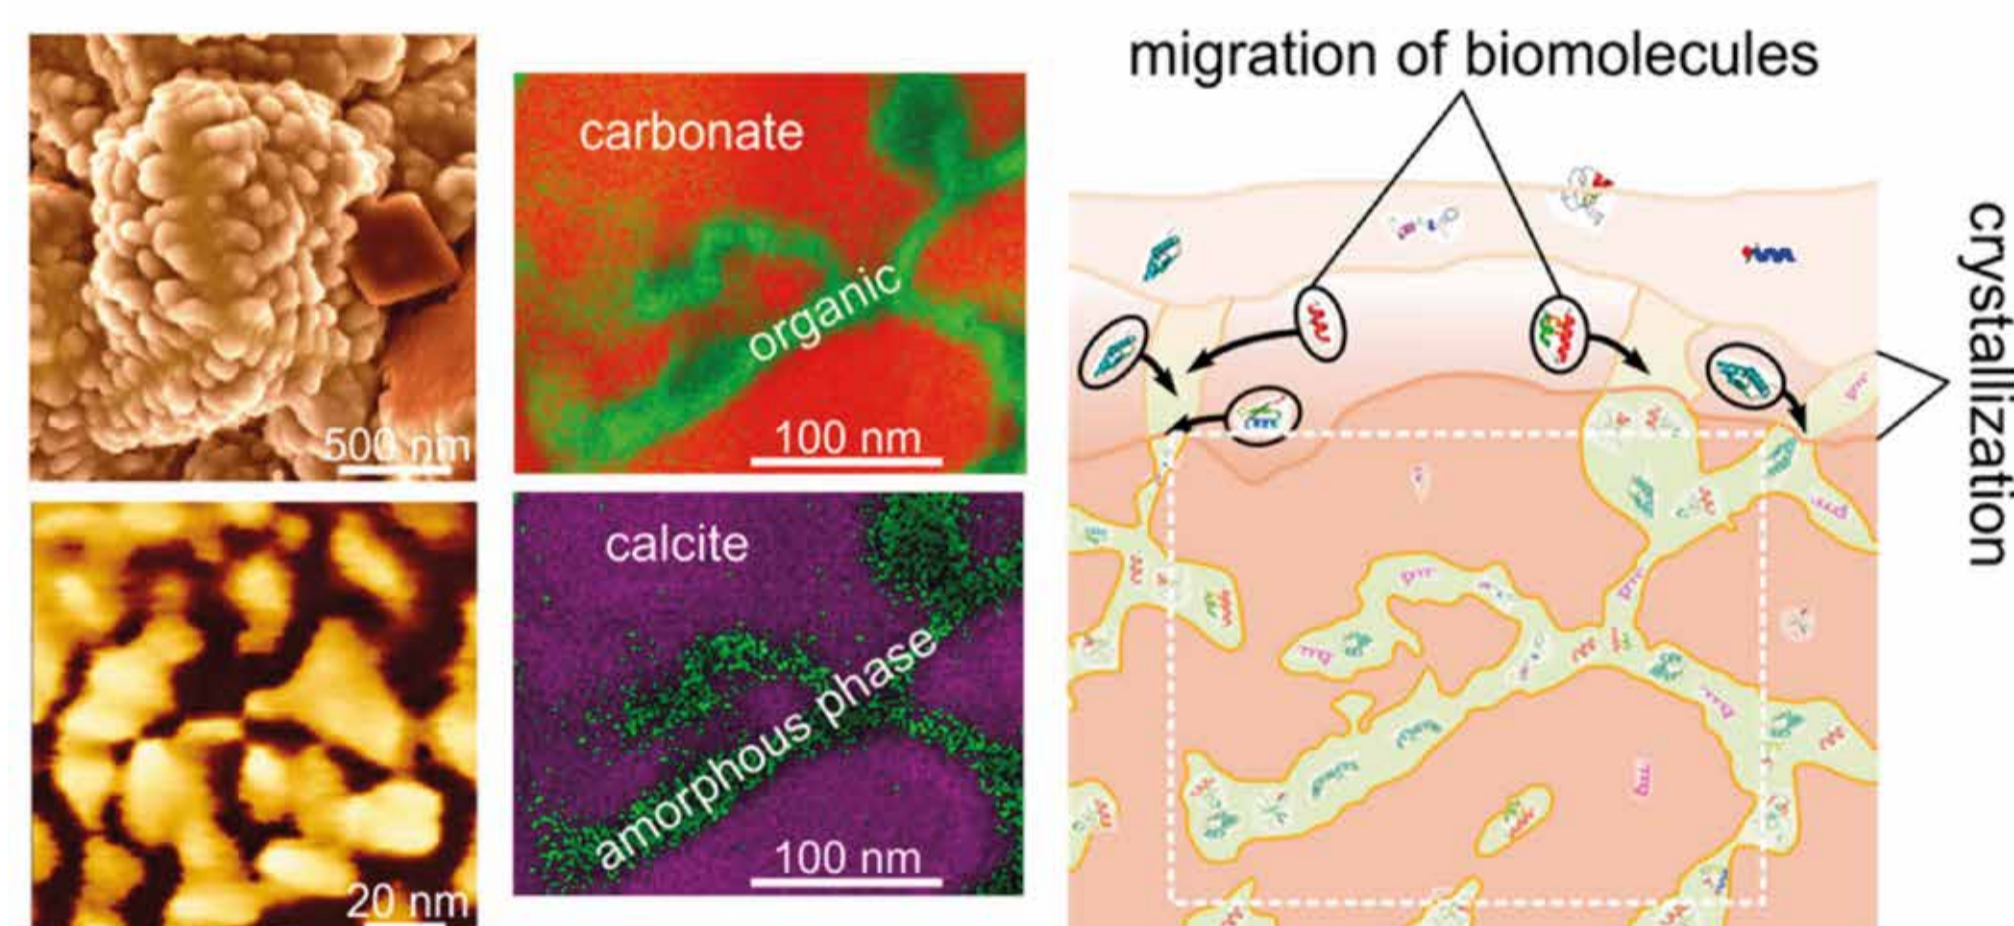 migration of biomolecules
500 nm
carbonate
organic
100 nm
20 nm
calcite
amorphous phase
100 nm
crystallization